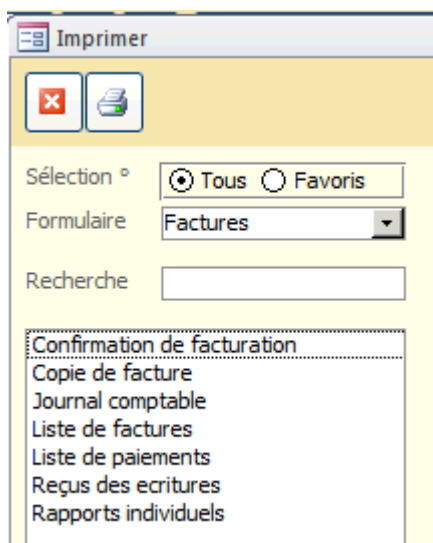 Imprimer
Sélection °
Tous Favoris
Formulaire
Factures
Recherche
Confirmation de facturation
Copie de facture
Journal comptable
Liste de factures
Liste de paiements
Reçus des ecritures
Rapports individuels